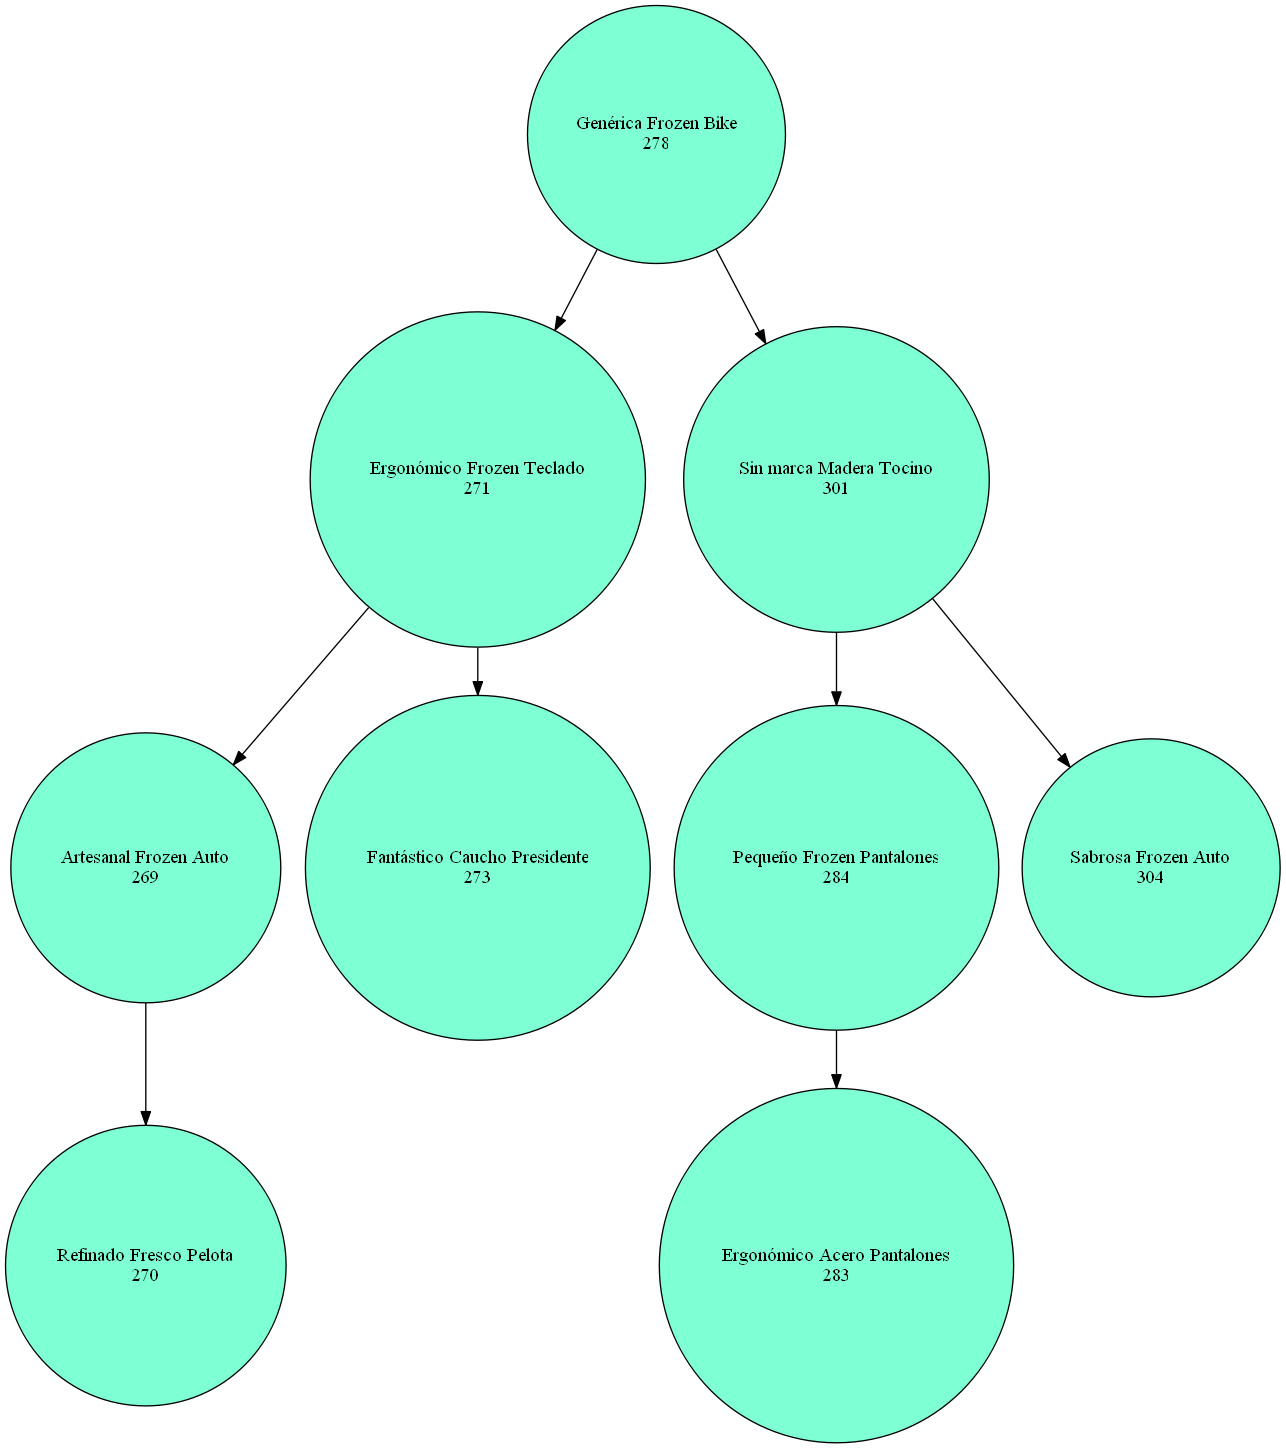 Genérica Frozen Bike
278
Ergonómico Frozen Teclado
271
Sin marca Madera Tocino
301
Artesanal Frozen Auto
269
Fantástico Caucho Presidente
273
Pequeño Frozen Pantalones
284
Sabrosa Frozen Auto
304
Refinado Fresco Pelota
270
Ergonómico Acero Pantalones
283